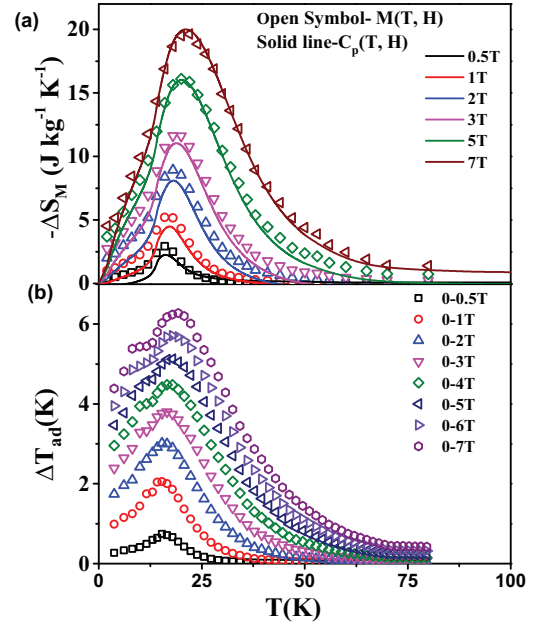 (a)
Open Symbol- M(T, H)
Solid line-Cp(T, H)
0.5T
1T
2T
3T
5T
7T
-ΔSM (J kg-1 K-1)
20
15
10
5
0
(b)
0-0.5T
0-1T
0-2T
0-3T
0-4T
0-5T
0-6T
0-7T
ΔTad(K)
6
4
2
0
0 25 50 75 100
T(K)